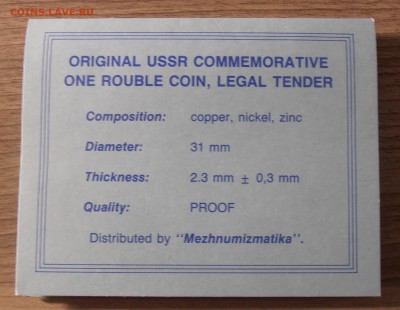 COINS.LAVE.RU
ORIGINAL USSR COMMEMORATIVE
ONE ROUBLE COIN, LEGAL TENDER
Composition: copper, nickel, zinc
Diameter: 31 mm
Thickness: 2.3 mm ± 0,3 mm
Quality: PROOF
Distributed by "Mezhnumizmatika".